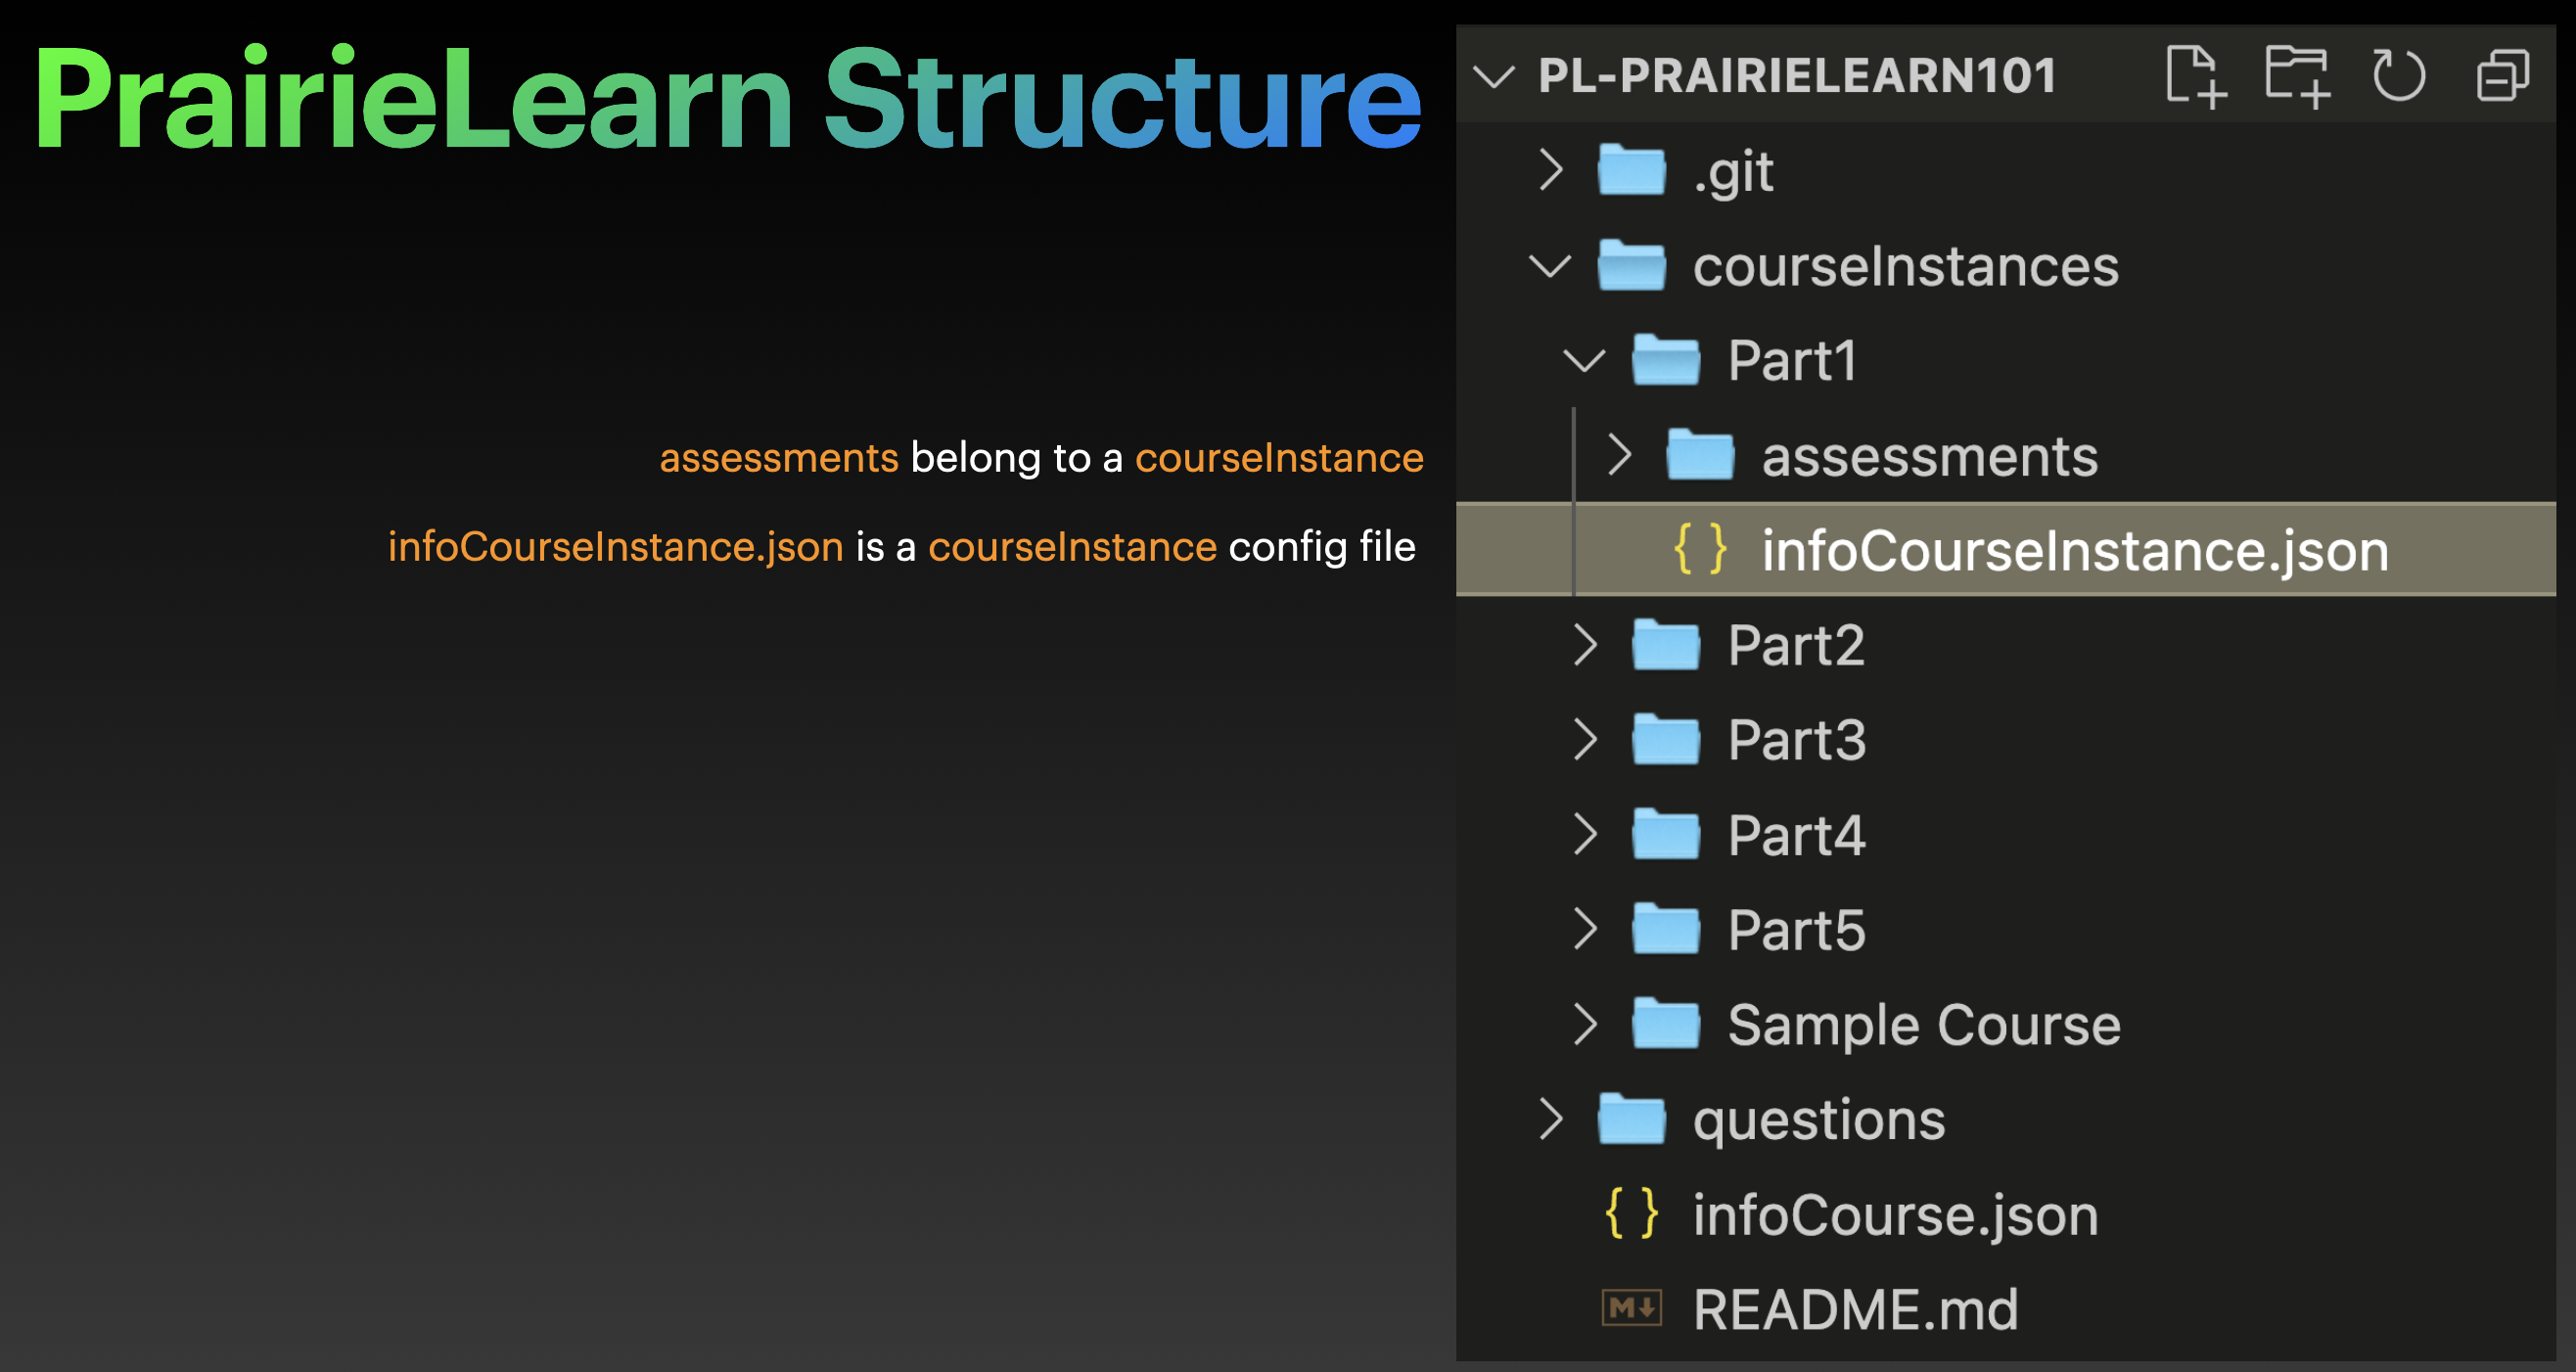 PrairieLearn Structure
assessments belong to a courseInstance
infoCourseInstance.json is a courseInstance config file
PL-PRAIRIELEARN101
.git
courseInstances
Part1
assessments
{ } infoCourseInstance.json
Part2
Part3
Part4
Part5
Sample Course
questions
{ } infoCourse.json
M↓ README.md